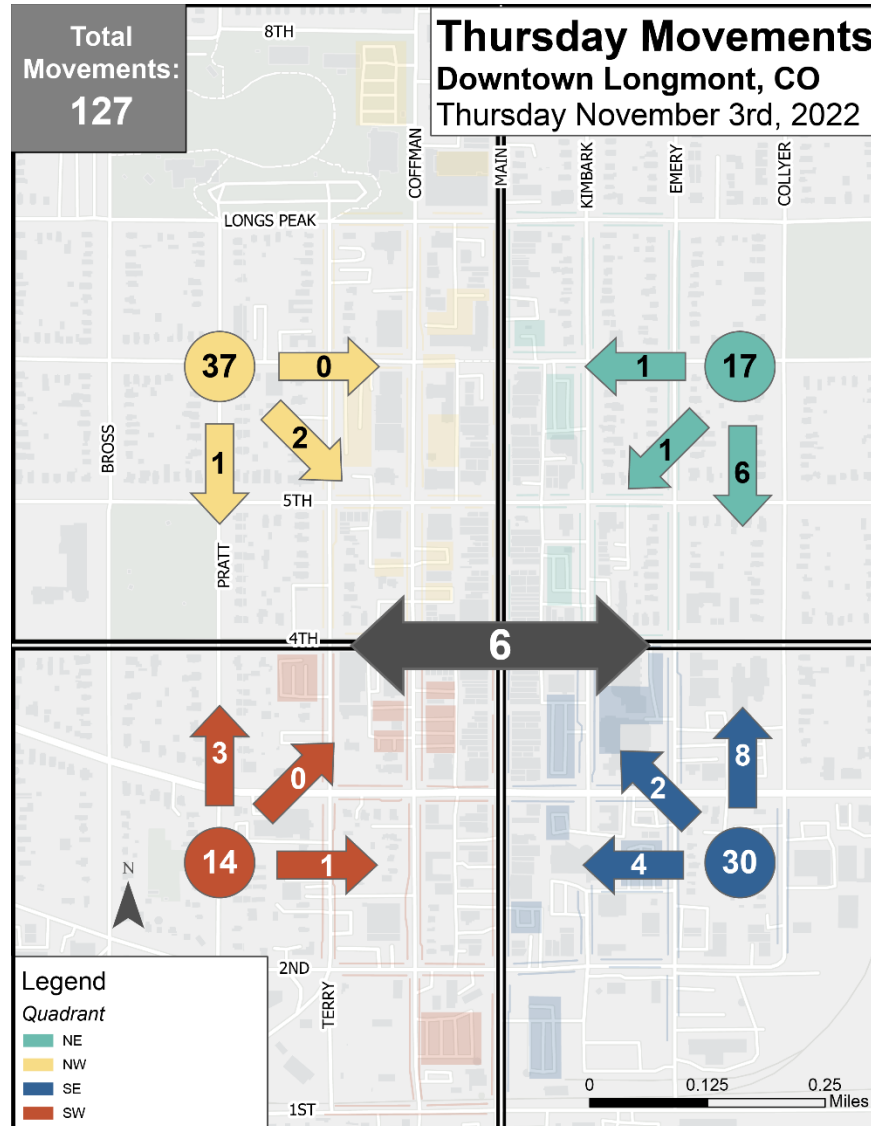 Total
Movements:
127
Thursday Movements
Downtown Longmont, CO
Thursday November 3rd, 2022
8TH
COFFMAN
MAIN
KIMBARK
EMERY
COLLYER
LONGS PEAK
37
0
1
17
2
1
1
6
BROSS
5TH
PRATT
4TH
6
3
0
2
8
14
1
4
30
N
2ND
TERRY
1ST
Legend
Quadrant
NE
NW
SE
SW
0
0.125
0.25
Miles